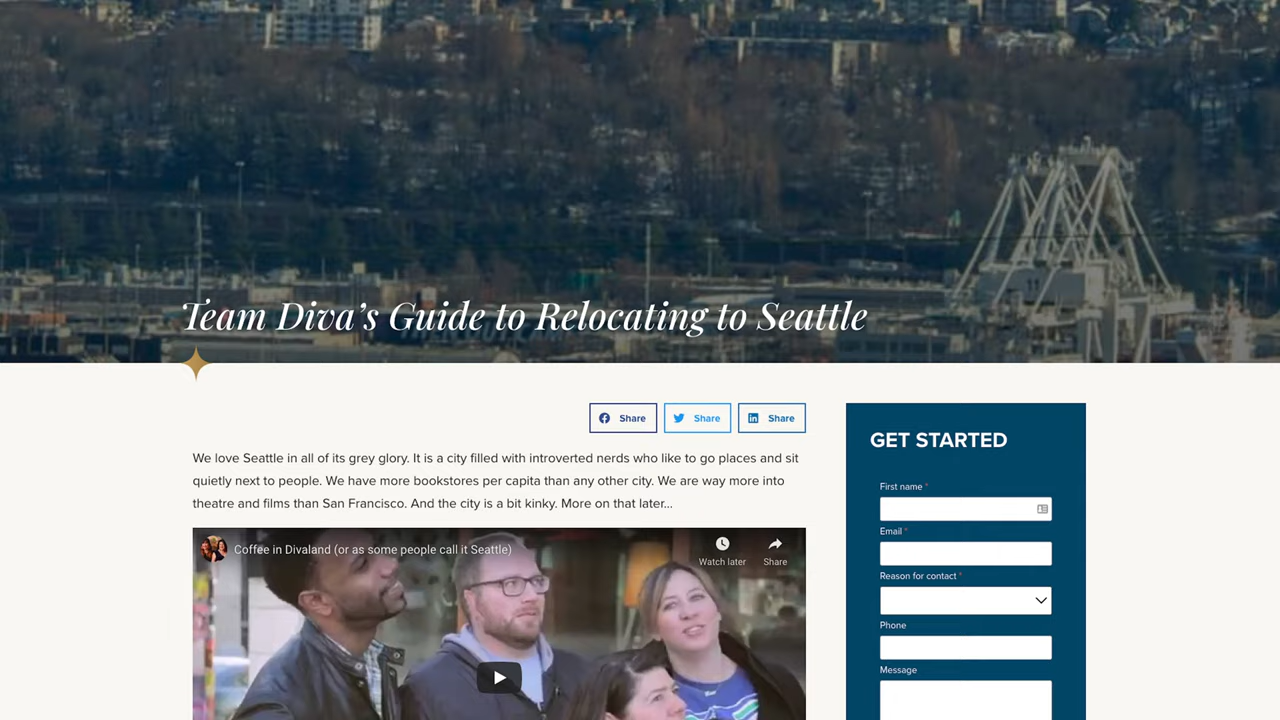 Team Diva's Guide to Relocating to Seattle
Share
Share
Share
We love Seattle in all of its grey glory. It is a city filled with introverted nerds who like to go places and sit
quietly next to people. We have more bookstores per capita than any other city. We are way more into
theatre and films than San Francisco. And the city is a bit kinky. More on that later...
Coffee in Divaland (or as some people call it Seattle)
Watch later
Share
GET STARTED
First name *
Email *
Reason for contact *
Phone
Message